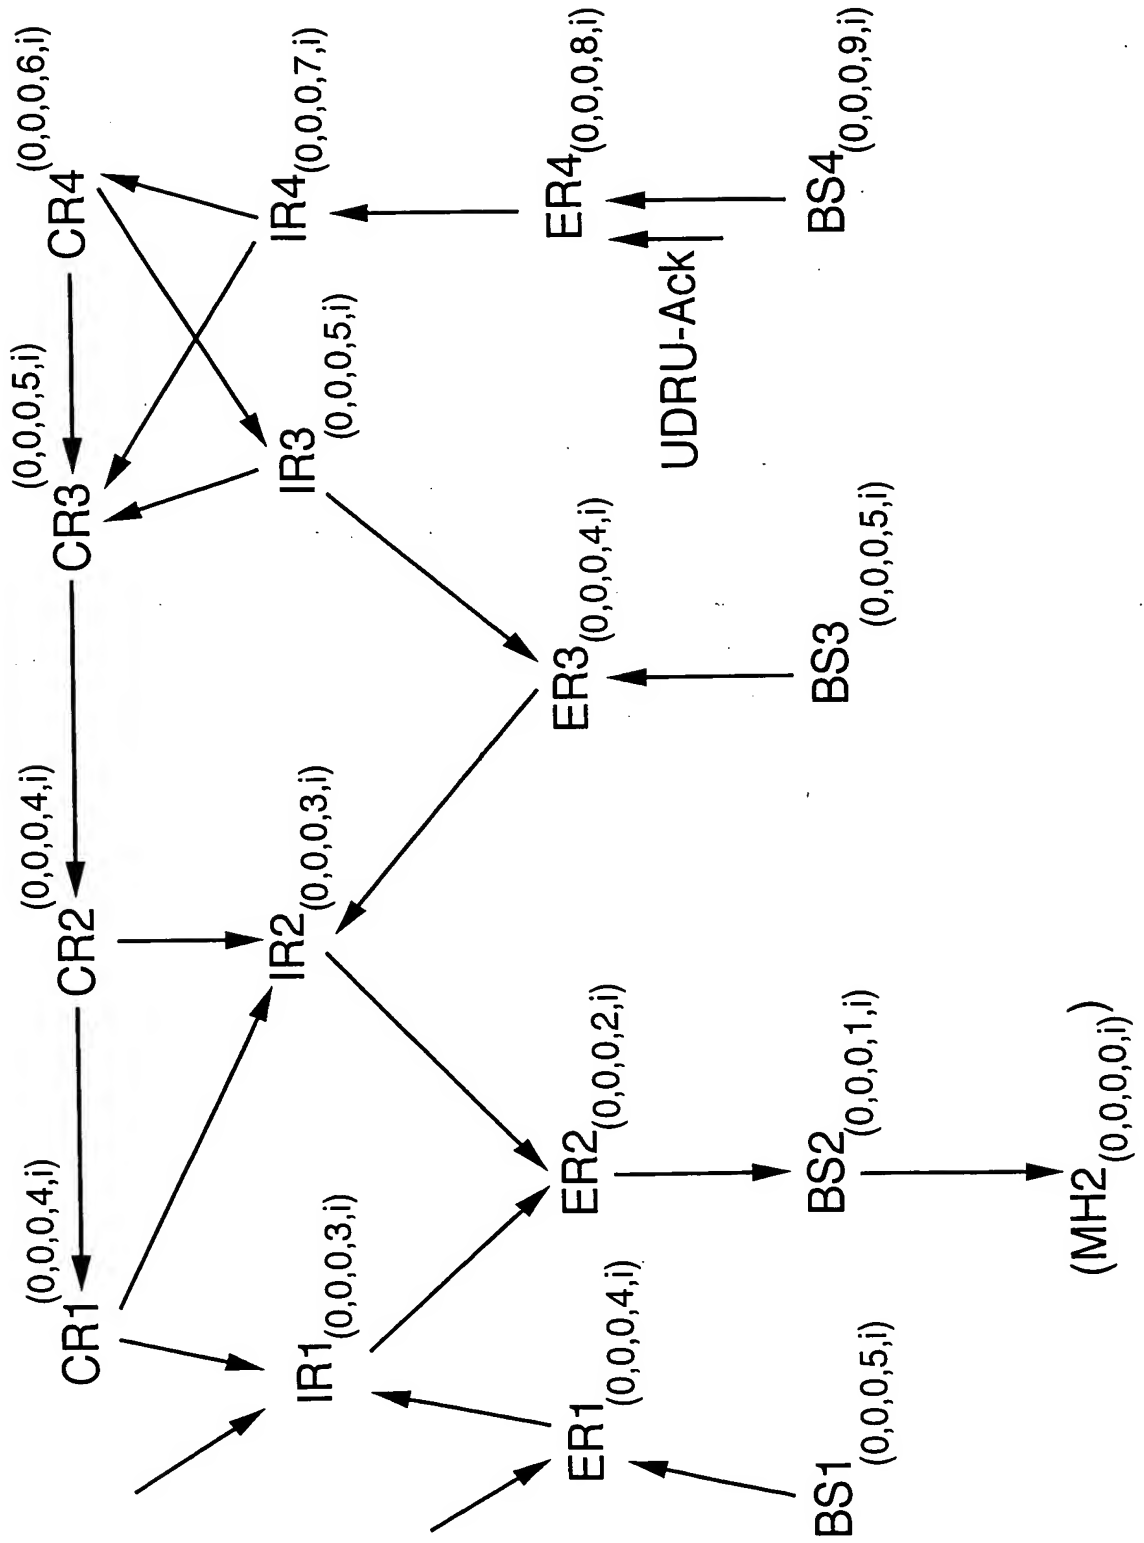 CR1 (0,0,0,4,i)
CR2 (0,0,0,4,i)
CR3 (0,0,0,5,i)
CR4 (0,0,0,6,i)
IR1(0,0,0,3,i)
IR2(0,0,0,3,i)
IR3 (0,0,0,5,i)
IR4(0,0,0,7,i)
ER1(0,0,0,4,i)
ER2(0,0,0,2,i)
ER3(0,0,0,4,i)
ER4(0,0,0,8,i)
UDRU-Ack
BS1(0,0,0,5,i)
BS2(0,0,0,1,i)
BS3 (0,0,0,5,i)
BS4(0,0,0,9,i)
(MH2(0,0,0,0,i))